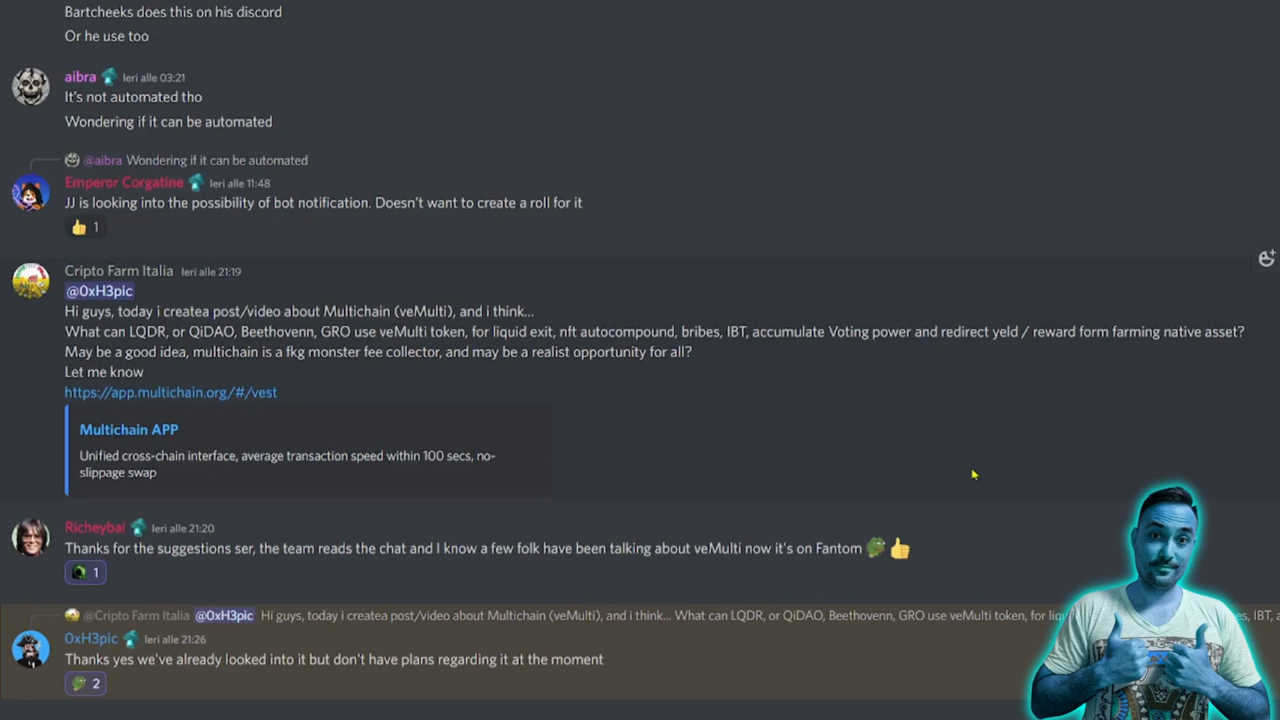 Bartcheeks does this on his discord
Or he use too
aibra Ieri alle 03:21
It's not automated tho
Wondering if it can be automated
@aibra Wondering if it can be automated
Emperor Corgatine Ieri alle 11:48
JJ is looking into the possibility of bot notification. Doesn't want to create a roll for it
1
Cripto Farm Italia Ieri alle 21:19
@0xH3pic
Hi guys, today i createa post/video about Multichain (veMulti), and i think...
What can LQDR, or QiDAO, Beethovenn, GRO use veMulti token, for liquid exit, nft autocompound, bribes, IBT, accumulate Voting power and redirect yeld / reward form farming native asset?
May be a good idea, multichain is a fkg monster fee collector, and may be a realist opportunity for all?
Let me know
https://app.multichain.org/#/vest
Multichain APP
Unified cross-chain interface, average transaction speed within 100 secs, no-
slippage swap
Richeybai Ieri alle 21:20
Thanks for the suggestions ser, the team reads the chat and I know a few folk have been talking about veMulti now it's on Fantom
1
@Cripto Farm Italia @0xH3pic Hi guys, today i createa post/video about Multichain (veMulti), and i think... What can LQDR, or QiDAO, Beethovenn, GRO use veMulti token, for es, IBT, a
0xH3pic Ieri alle 21:26
Thanks yes we've already looked into it but don't have plans regarding it at the moment
2